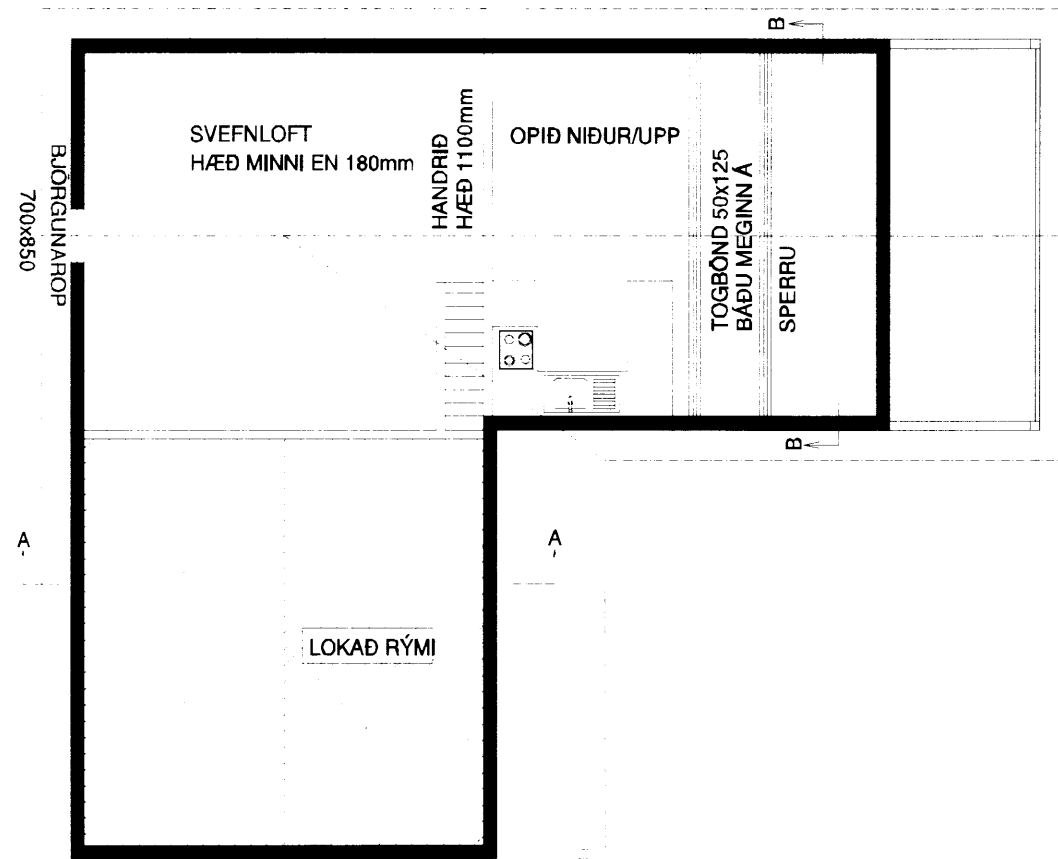 B
SVEFNLOFT
HÆÐ MINNI EN 180mm
HANDRIÐ
HÆÐ 1100mm
OPIÐ NIÐUR/UPP
TOGBÖND 50x125
BÁÐU MEGINN Á
SPERRU
BJÖRGUNAROP
700x850
B
A
A
LOKAÐ RÝMI